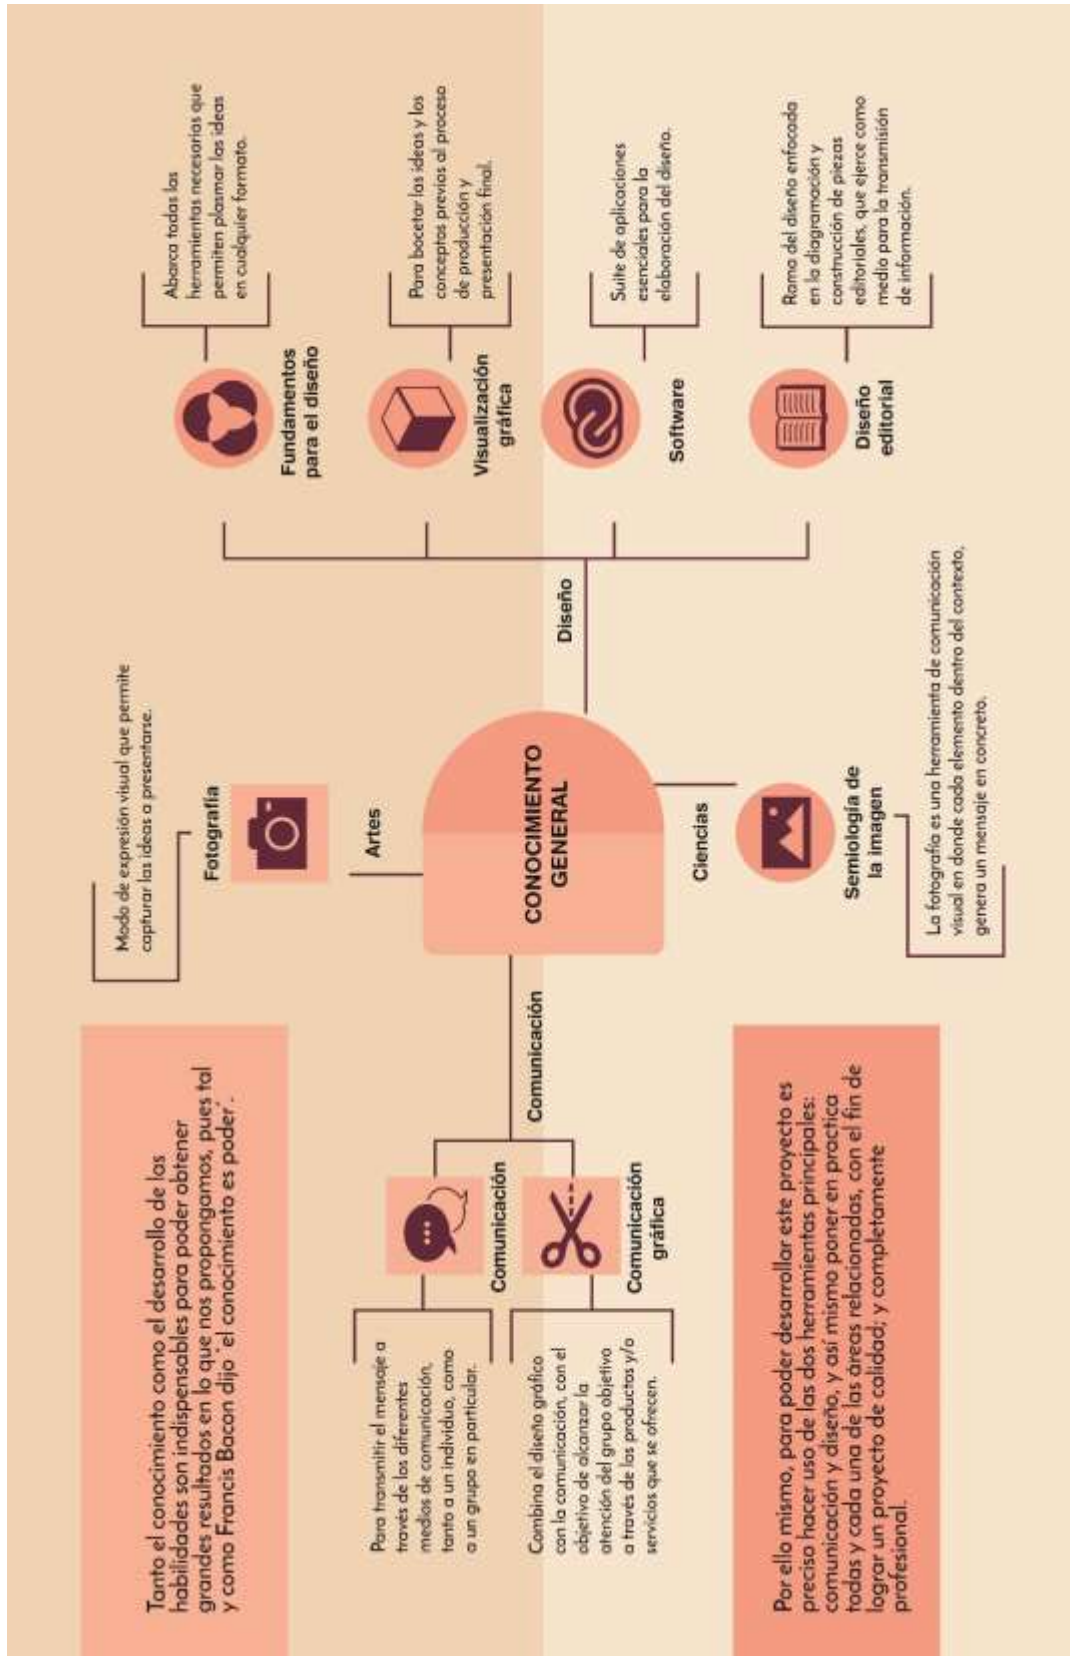 Tanto el conocimiento como el desarrollo de las
habilidades son indispensables para poder obtener
grandes resultados en lo que nos propongamos, pues tal
y como Francis Bacon dijo ¨el conocimiento es poder¨.
Modo de expresión visual que permite
capturar las ideas a presentarse.
Fotografía
Artes
Abarca todas las
herramientas necesarias que
permiten plasmar las ideas
en cualquier formato.
Fundamentos
para el diseño
Para bocetar las ideas y los
conceptos previos al proceso
de producción y
presentación final.
Visualización
gráfica
Para transmitir el mensaje a
través de los diferentes
medios de comunicación,
tanto a un individuo, como
a un grupo en particular.
Comunicación
Combina el diseño gráfico
con la comunicación, con el
objetivo de alcanzar la
atención del grupo objetivo
a través de los productos y/o
servicios que se ofrecen.
Comunicación
gráfica
Comunicación
CONOCIMIENTO
GENERAL
Diseño
Suite de aplicaciones
esenciales para la
elaboración del diseño.
Software
Rama del diseño enfocada
en la diagramación y
construcción de piezas
editoriales, que ejerce como
medio para la transmisión
de información.
Diseño
editorial
Ciencias
Semiología de
la imagen
La fotografía es una herramienta de comunicación
visual en donde cada elemento dentro del contexto,
genera un mensaje en concreto.
Por ello mismo, para poder desarrollar este proyecto es
preciso hacer uso de las dos herramientas principales:
comunicación y diseño, y así mismo poner en practica
todas y cada una de las áreas relacionadas, con el fin de
lograr un proyecto de calidad; y completamente
profesional.